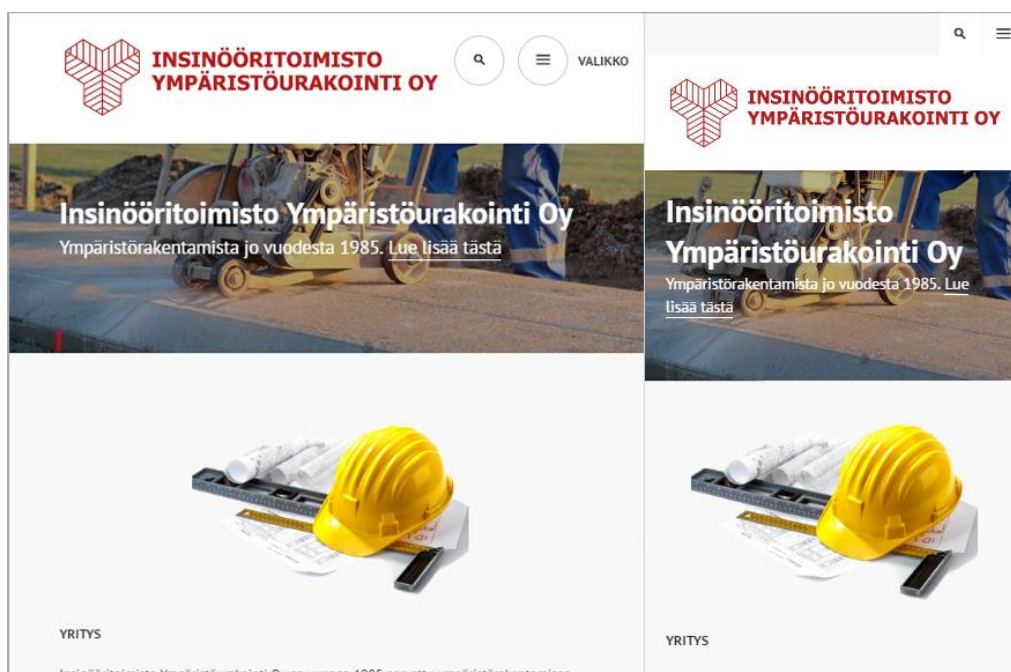 INSINÖÖRITOIMISTO
YMPÄRISTÖURAKOINTI OY
VALIKKO
Insinööritoimisto Ympäristöurakointi Oy
Ympäristörakentamista jo vuodesta 1985. Lue lisää tästä
YRITYS
INSINÖÖRITOIMISTO
YMPÄRISTÖURAKOINTI OY
Insinööritoimisto
Ympäristöurakointi Oy
Ympäristörakentamista jo vuodesta 1985. Lue
lisää tästä
YRITYS